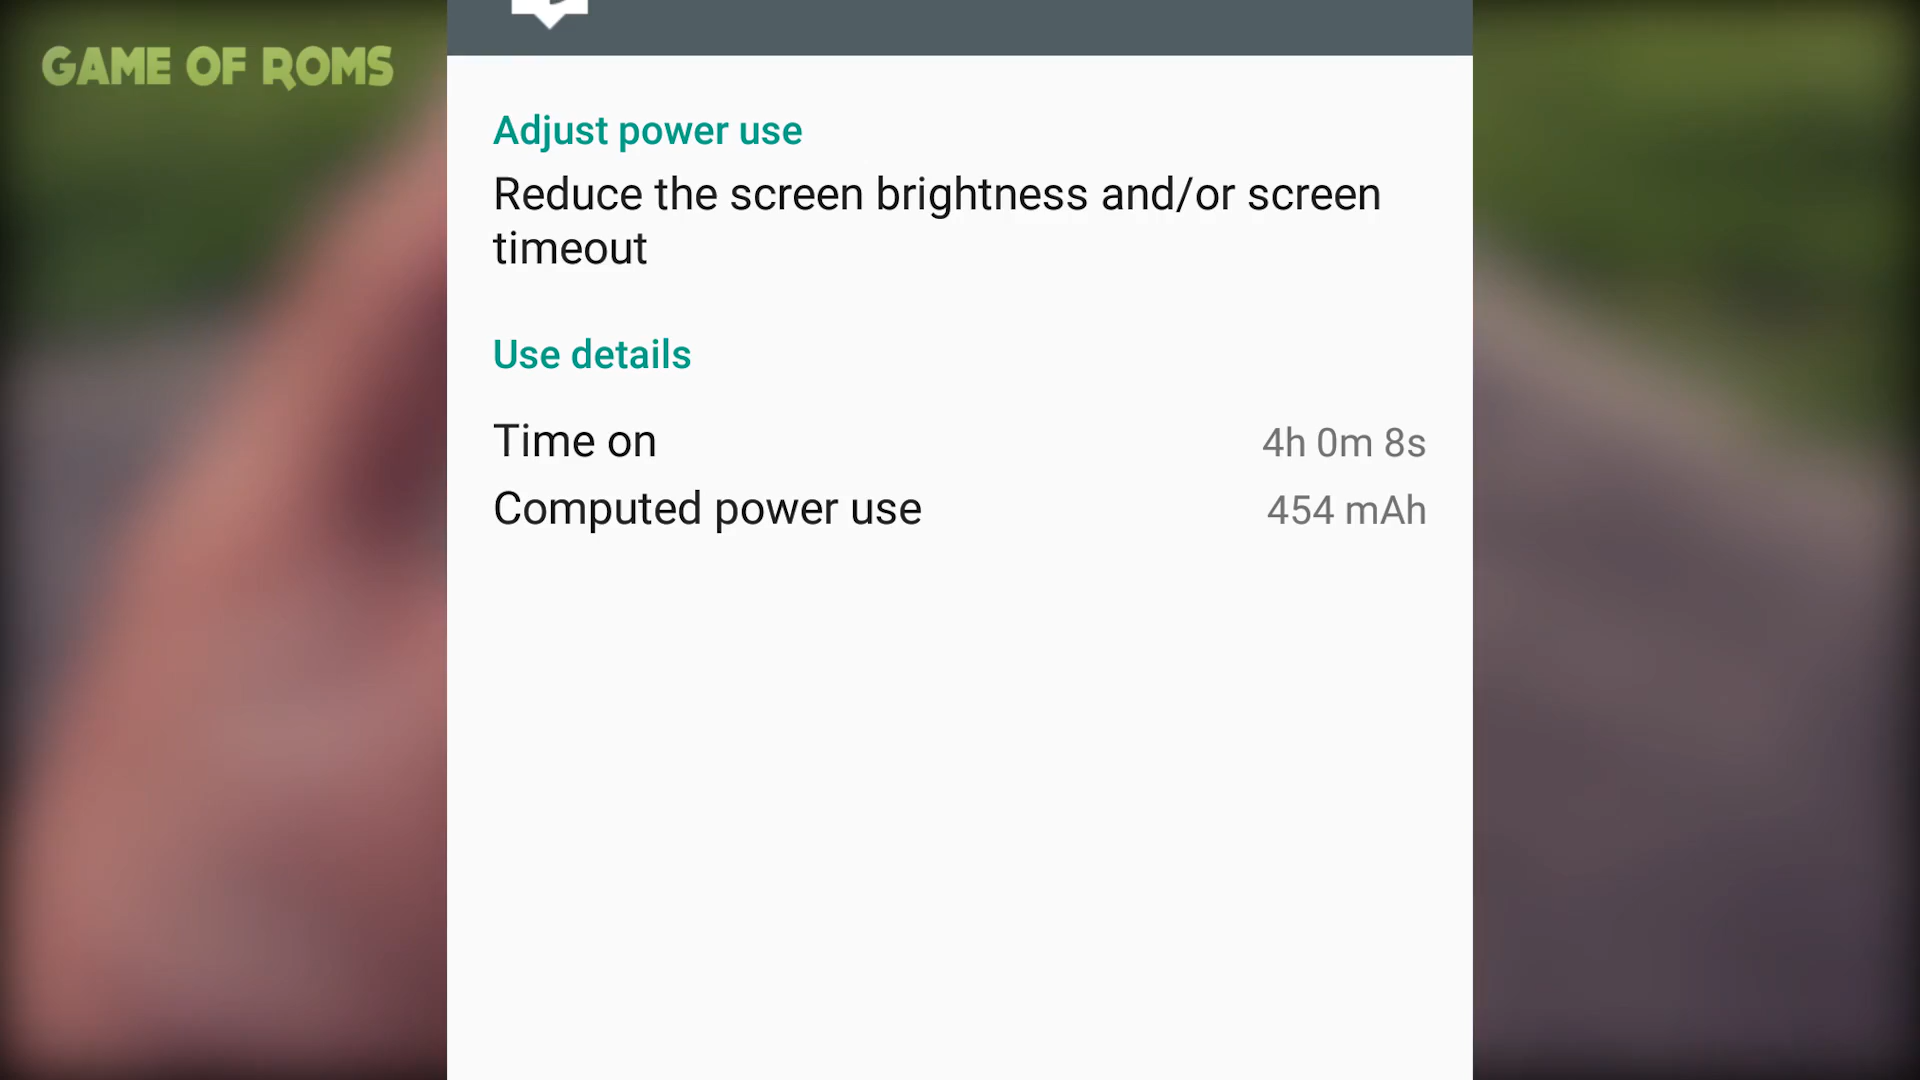 GAME OF ROMS
Adjust power use
Reduce the screen brightness and/or screen
timeout
Use details
Time on 4h 0m 8s
Computed power use 454 mAh